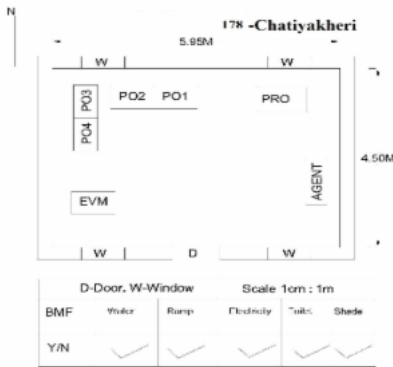 N
178 -Chatiyakheri
5.95M
W W
PO3 PO2 PO1 PRO
PO4
4.50M
AGENT
EVM
W D W
D-Door, W-Window Scale 1cm : 1m
BMF Water Ramp Electricity Toilet Shade
Y/N